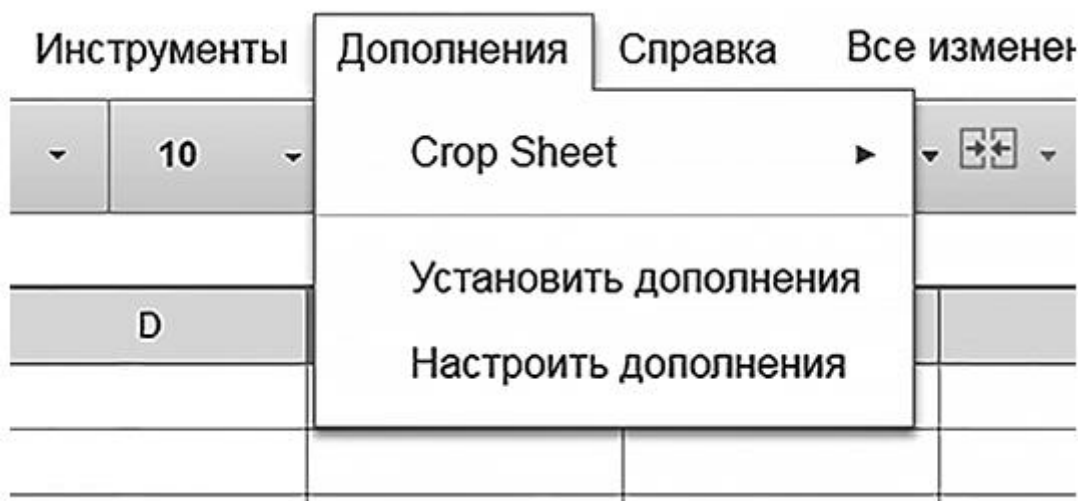 Инструменты Дополнения Справка Все изменен
10 Crop Sheet
Установить дополнения
D
Настроить дополнения